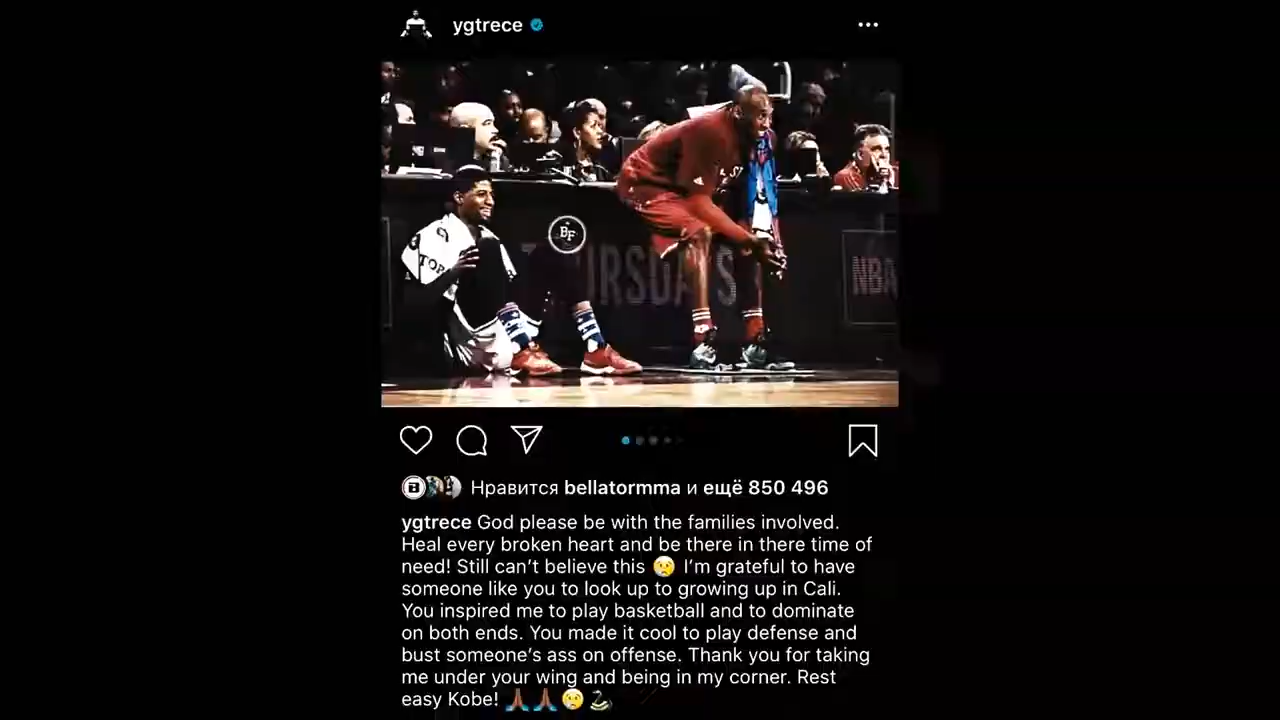 ygtrece
TOP
BF
NBA
Нравится bellatormma и ещё 850 496
ygtrece God please be with the families involved.
Heal every broken heart and be there in there time of
need! Still can’t believe this 😢 I’m grateful to have
someone like you to look up to growing up in Cali.
You inspired me to play basketball and to dominate
on both ends. You made it cool to play defense and
bust someone’s ass on offense. Thank you for taking
me under your wing and being in my corner. Rest
easy Kobe! 🙏🏾🙏🏾😢🐍